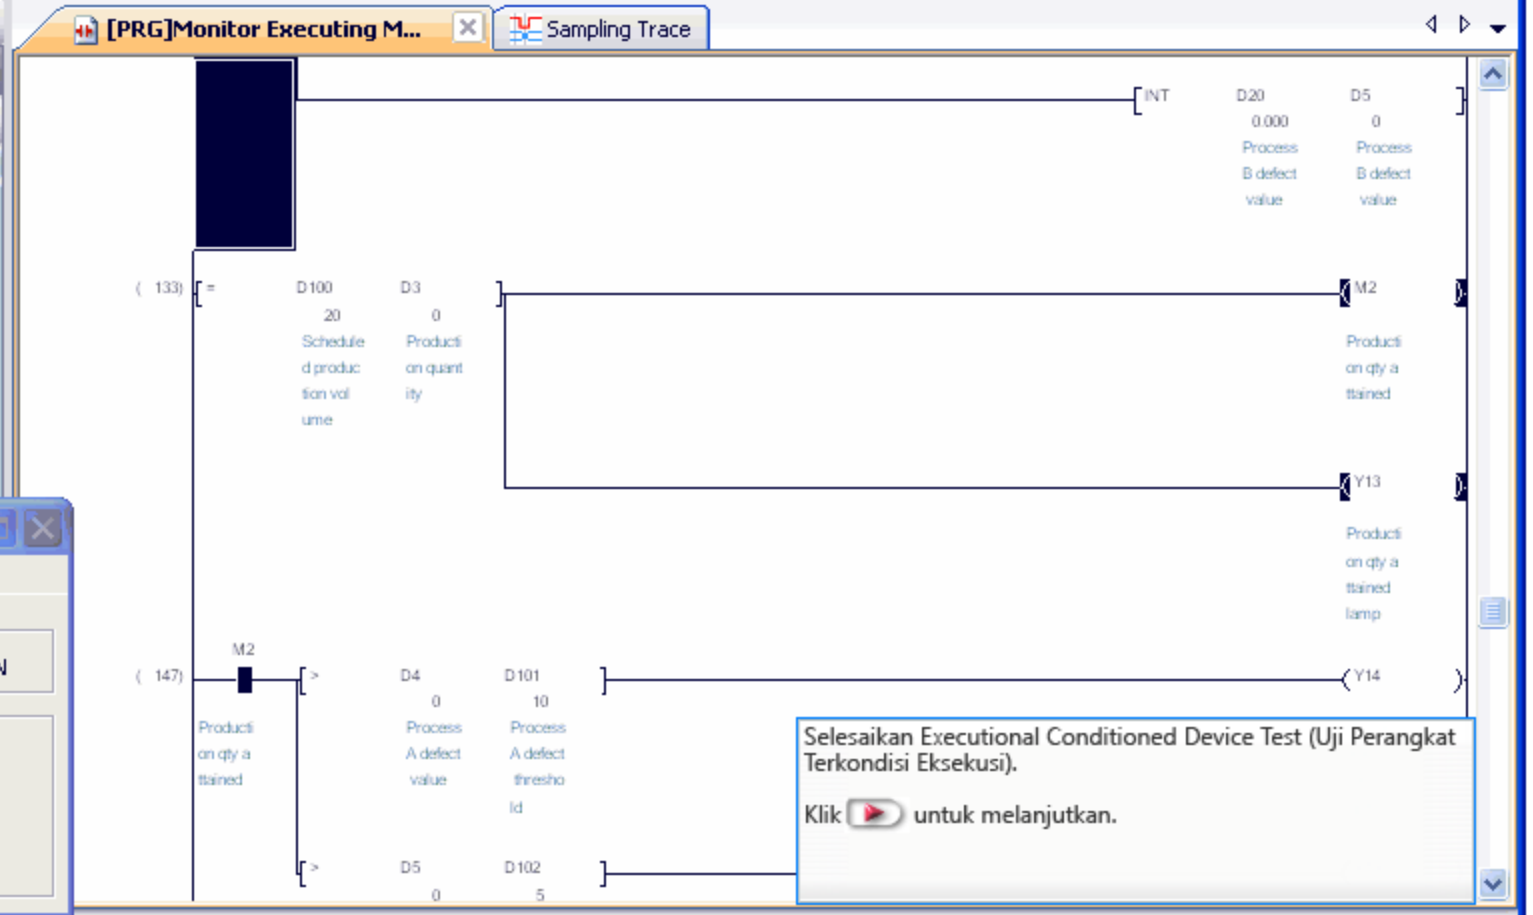 [PRG]Monitor Executing M... Sampling Trace
INT D20 D5
0.000 0
Process Process
B defect B defect
value value
( 133) = D100 D3 M2
20 0
Schedule Producti Producti
d produc on quant on qty a
tion vol ity ttained
ume
Y13
Producti
on qty a
ttained
lamp
M2
( 147) > D4 D101 Y14
0 10
Producti Process Process
on qty a A defect A defect
ttained value thresho
ld
> D5 D102
0 5
Selesaikan Executional Conditioned Device Test (Uji Perangkat
Terkondisi Eksekusi).
Klik untuk melanjutkan.